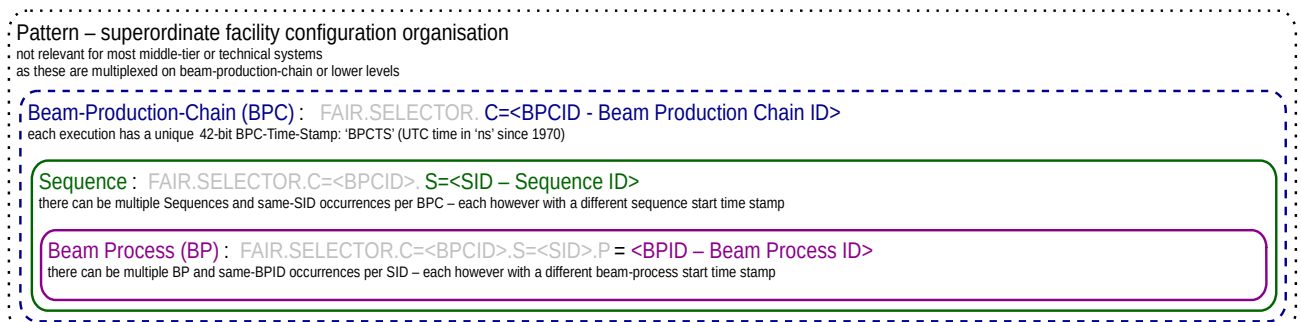 Pattern – superordinate facility configuration organisation
not relevant for most middle-tier or technical systems
as these are multiplexed on beam-production-chain or lower levels
Beam-Production-Chain (BPC) : FAIR.SELECTOR. C=<BPCID - Beam Production Chain ID>
each execution has a unique 42-bit BPC-Time-Stamp: ‘BPCTS’ (UTC time in ‘ns’ since 1970)
Sequence : FAIR.SELECTOR.C=<BPCID>. S=<SID – Sequence ID>
there can be multiple Sequences and same-SID occurrences per BPC – each however with a different sequence start time stamp
Beam Process (BP) : FAIR.SELECTOR.C=<BPCID>.S=<SID>.P = <BPID – Beam Process ID>
there can be multiple BP and same-BPID occurrences per SID – each however with a different beam-process start time stamp